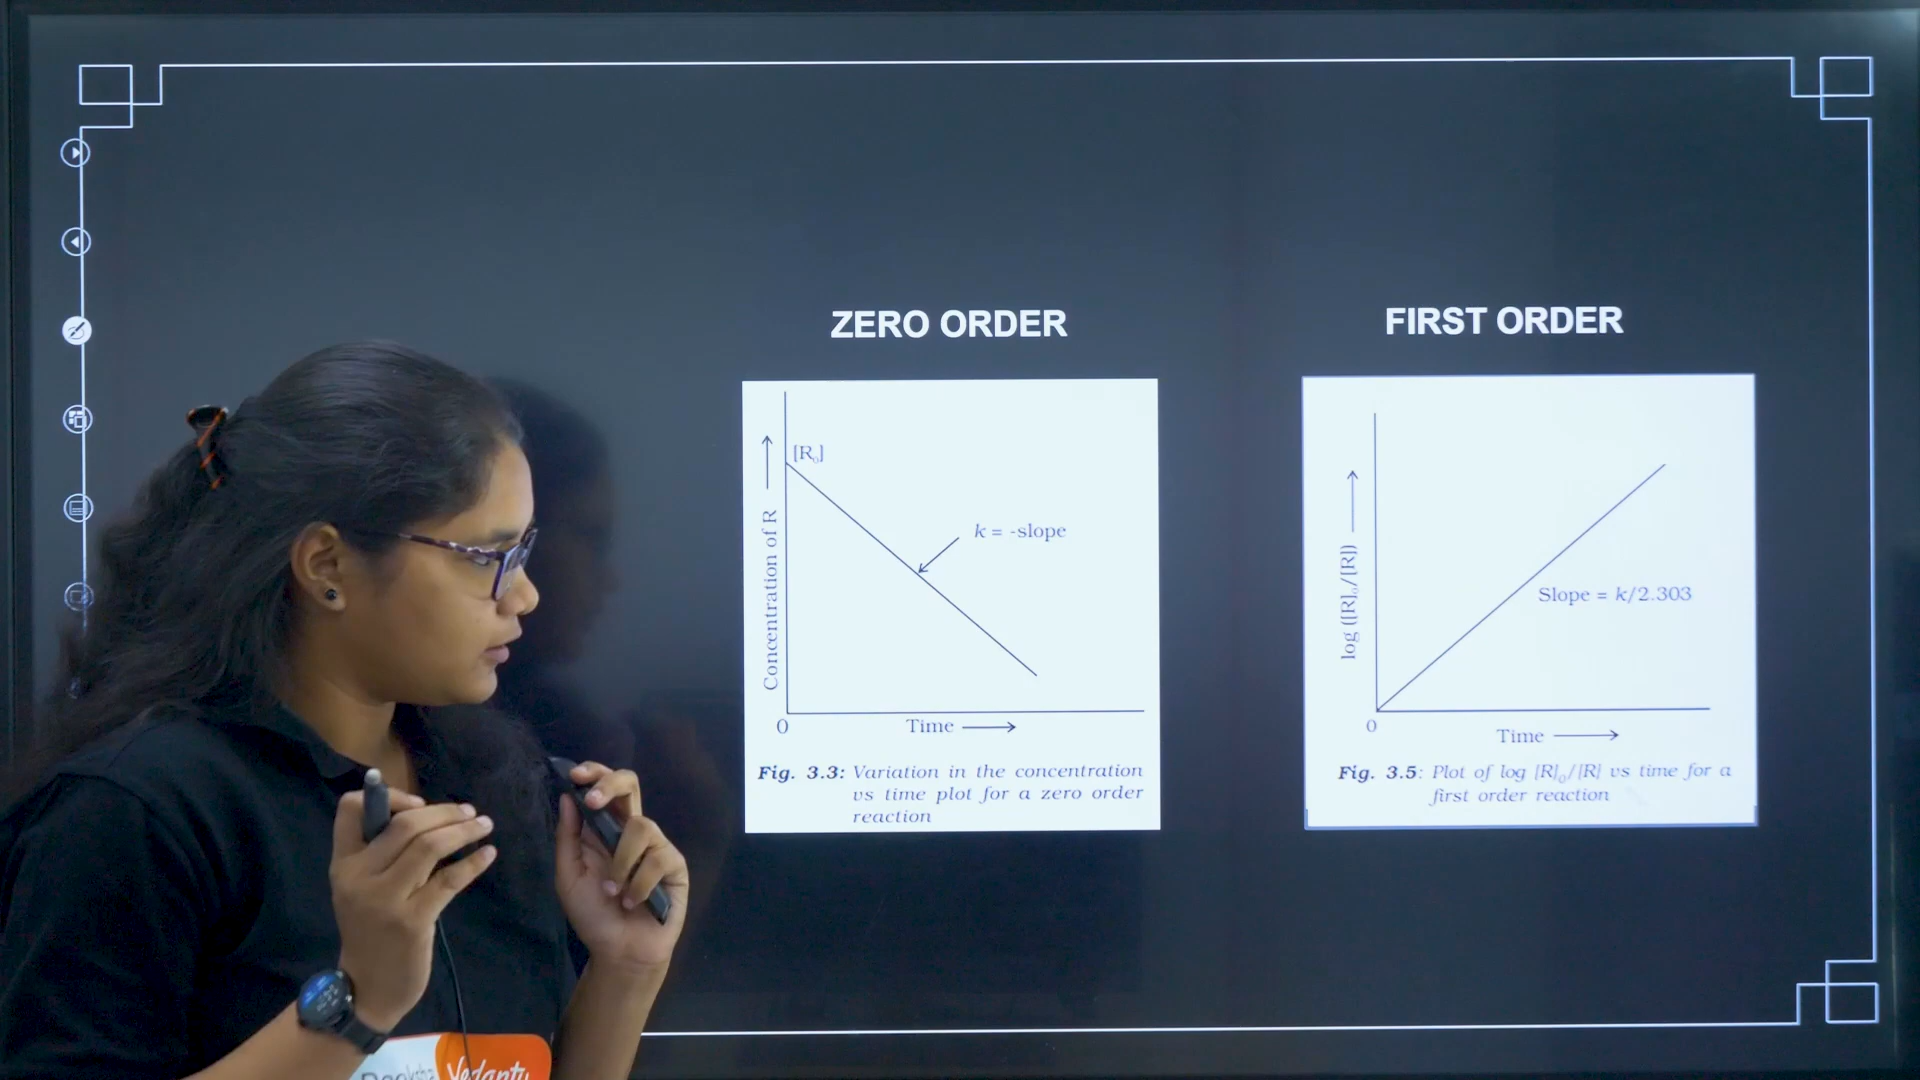 ZERO ORDER
FIRST ORDER
[R₀]
Concentration of R
k = -slope
0
Time
Fig. 3.3: Variation in the concentration
vs time plot for a zero order
reaction
log ([R]₀/[R])
Slope = k/2.303
0
Time
Fig. 3.5: Plot of log [R]₀/[R] vs time for a
first order reaction
Vedantu